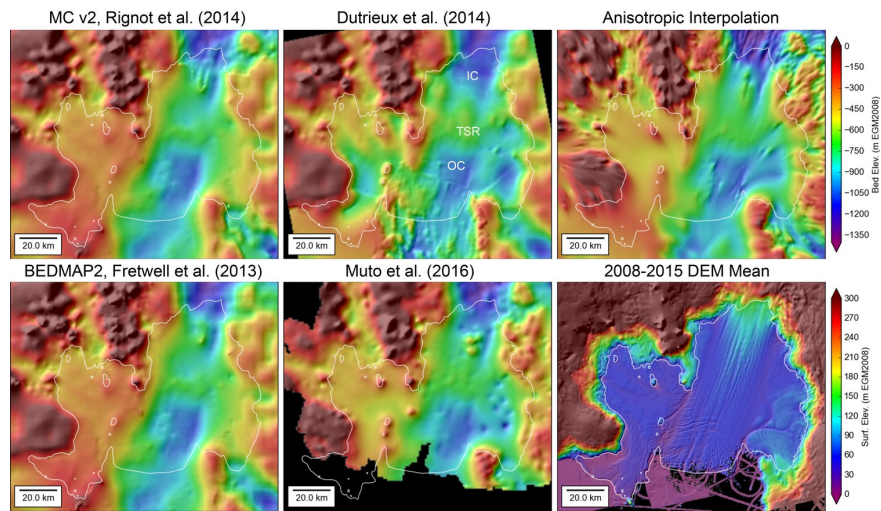 MC v2, Rignot et al. (2014)
Dutrieux et al. (2014)
Anisotropic Interpolation
IC
TSR
OC
20.0 km
20.0 km
20.0 km
0
-150
-300
-450
-600
-750
-900
-1050
-1200
-1350
Bed Elev. (m EGM2008)
BEDMAP2, Fretwell et al. (2013)
Muto et al. (2016)
2008-2015 DEM Mean
20.0 km
20.0 km
20.0 km
300
270
240
210
180
150
120
90
60
30
0
Surf. Elev. (m EGM2008)